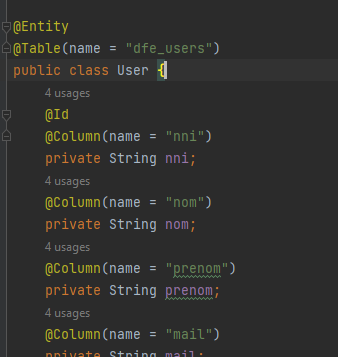 @Entity
@Table(name = "dfe_users")
public class User {
4 usages
@Id
@Column(name = "nni")
private String nni;
4 usages
@Column(name = "nom")
private String nom;
4 usages
@Column(name = "prenom")
private String prenom;
4 usages
@Column(name = "mail")
private String mail;